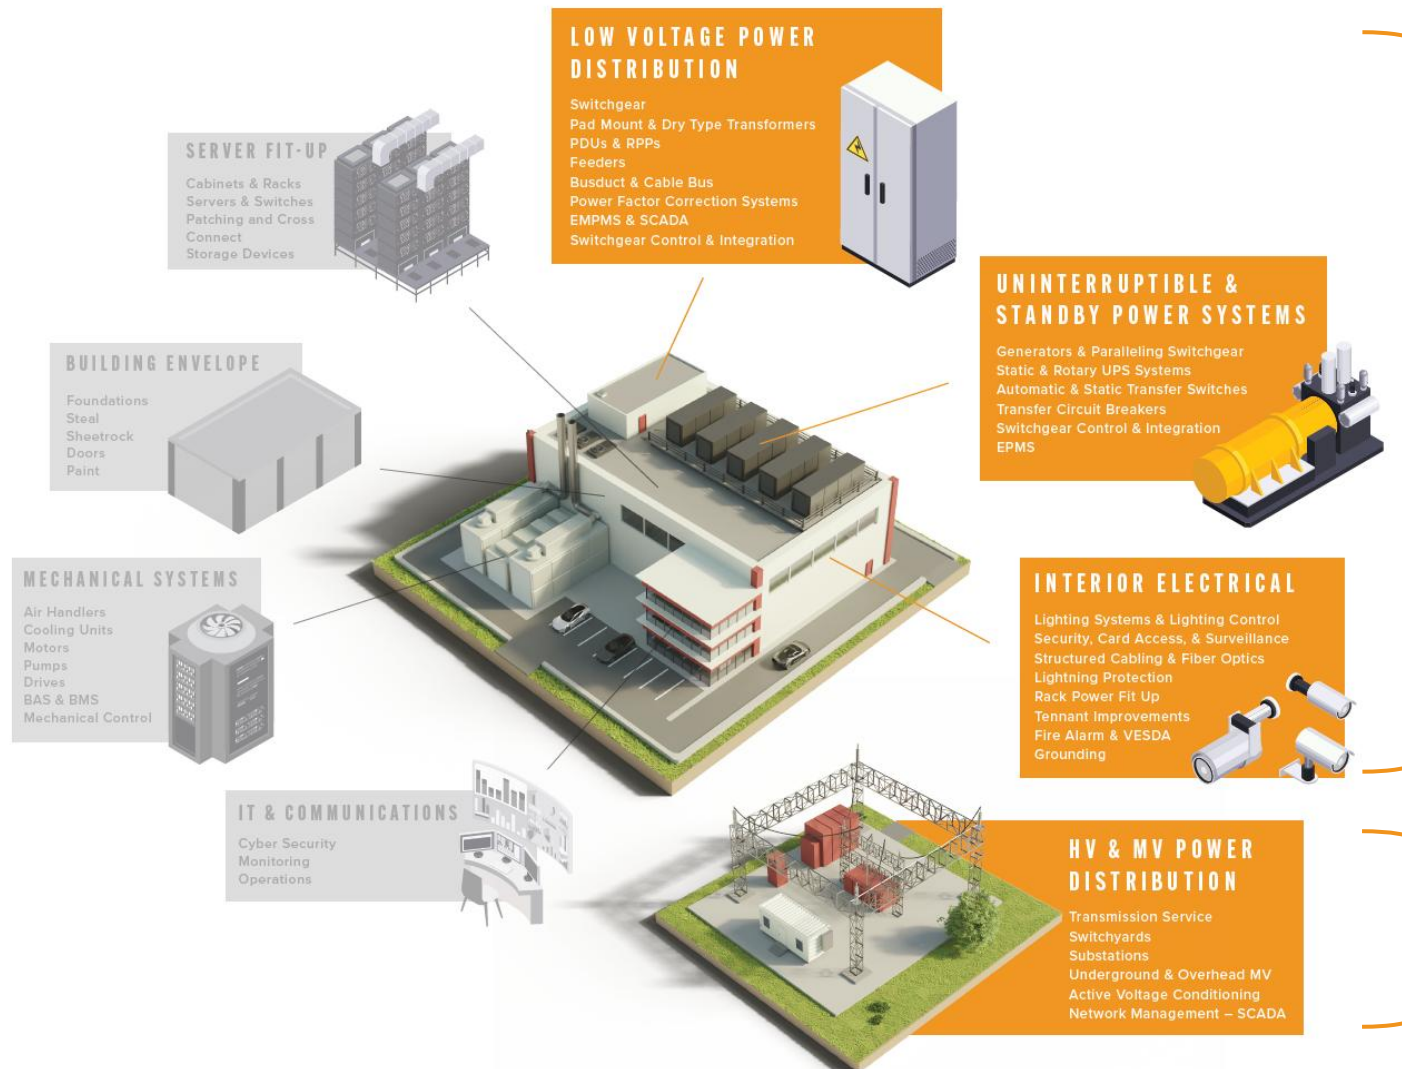 LOW VOLTAGE POWER
DISTRIBUTION
Switchgear
Pad Mount & Dry Type Transformers
PDUs & RPPs
Feeders
Busduct & Cable Bus
Power Factor Correction Systems
EMPMS & SCADA
Switchgear Control & Integration
SERVER FIT-UP
Cabinets & Racks
Servers & Switches
Patching and Cross
Connect
Storage Devices
UNINTERRUPTIBLE &
STANDBY POWER SYSTEMS
Generators & Paralleling Switchgear
Static & Rotary UPS Systems
Automatic & Static Transfer Switches
Transfer Circuit Breakers
Switchgear Control & Integration
EPMS
BUILDING ENVELOPE
Foundations
Steal
Sheetrock
Doors
Paint
MECHANICAL SYSTEMS
Air Handlers
Cooling Units
Motors
Pumps
Drives
BAS & BMS
Mechanical Control
INTERIOR ELECTRICAL
Lighting Systems & Lighting Control
Security, Card Access, & Surveillance
Structured Cabling & Fiber Optics
Lightning Protection
Rack Power Fit Up
Tennant Improvements
Fire Alarm & VESDA
Grounding
IT & COMMUNICATIONS
Cyber Security
Monitoring
Operations
HV & MV POWER
DISTRIBUTION
Transmission Service
Switchyards
Substations
Underground & Overhead MV
Active Voltage Conditioning
Network Management – SCADA